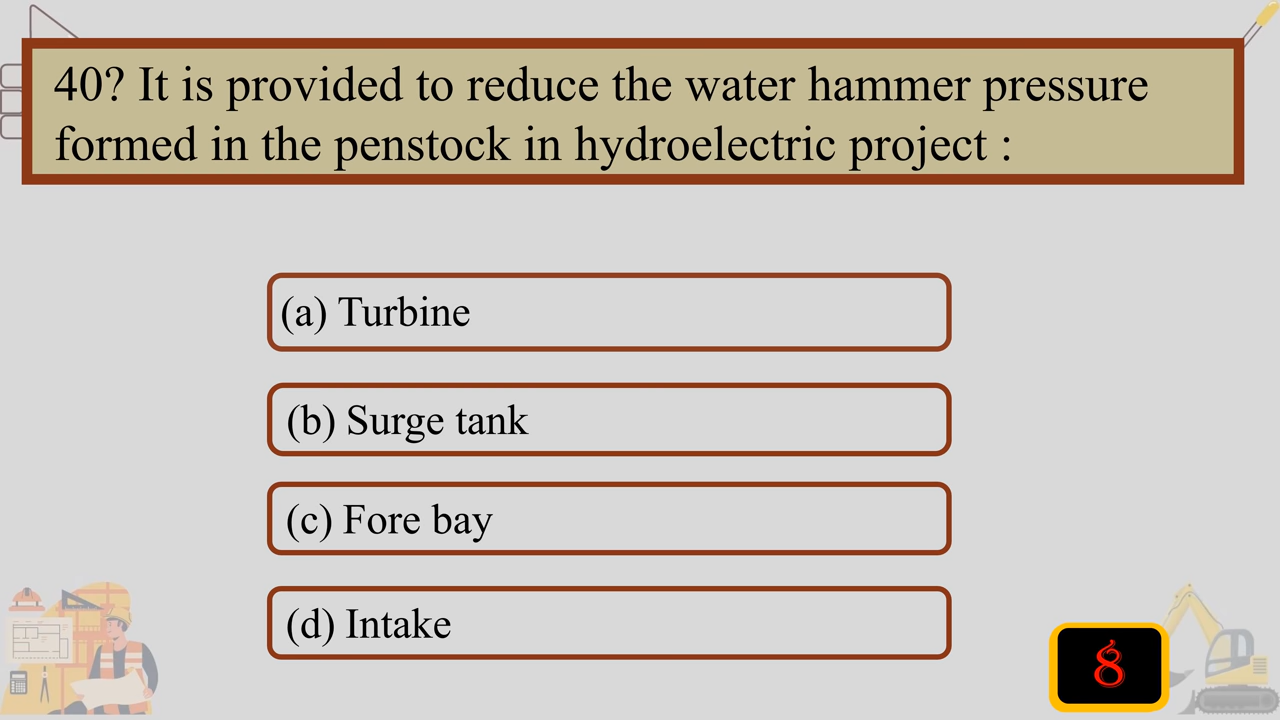 40? It is provided to reduce the water hammer pressure
formed in the penstock in hydroelectric project :
(a) Turbine
(b) Surge tank
(c) Fore bay
(d) Intake
8